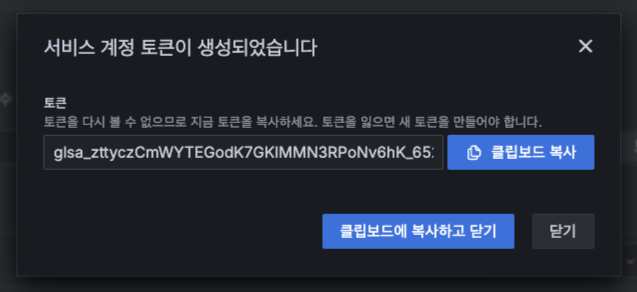 서비스 계정 토큰이 생성되었습니다
토큰
토큰을 다시 볼 수 없으므로 지금 토큰을 복사하세요. 토큰을 잃으면 새 토큰을 만들어야 합니다.
glsa_zttyczCmWYTEGodK7GKIMMN3RPoNv6hK_65
클립보드 복사
클립보드에 복사하고 닫기
닫기